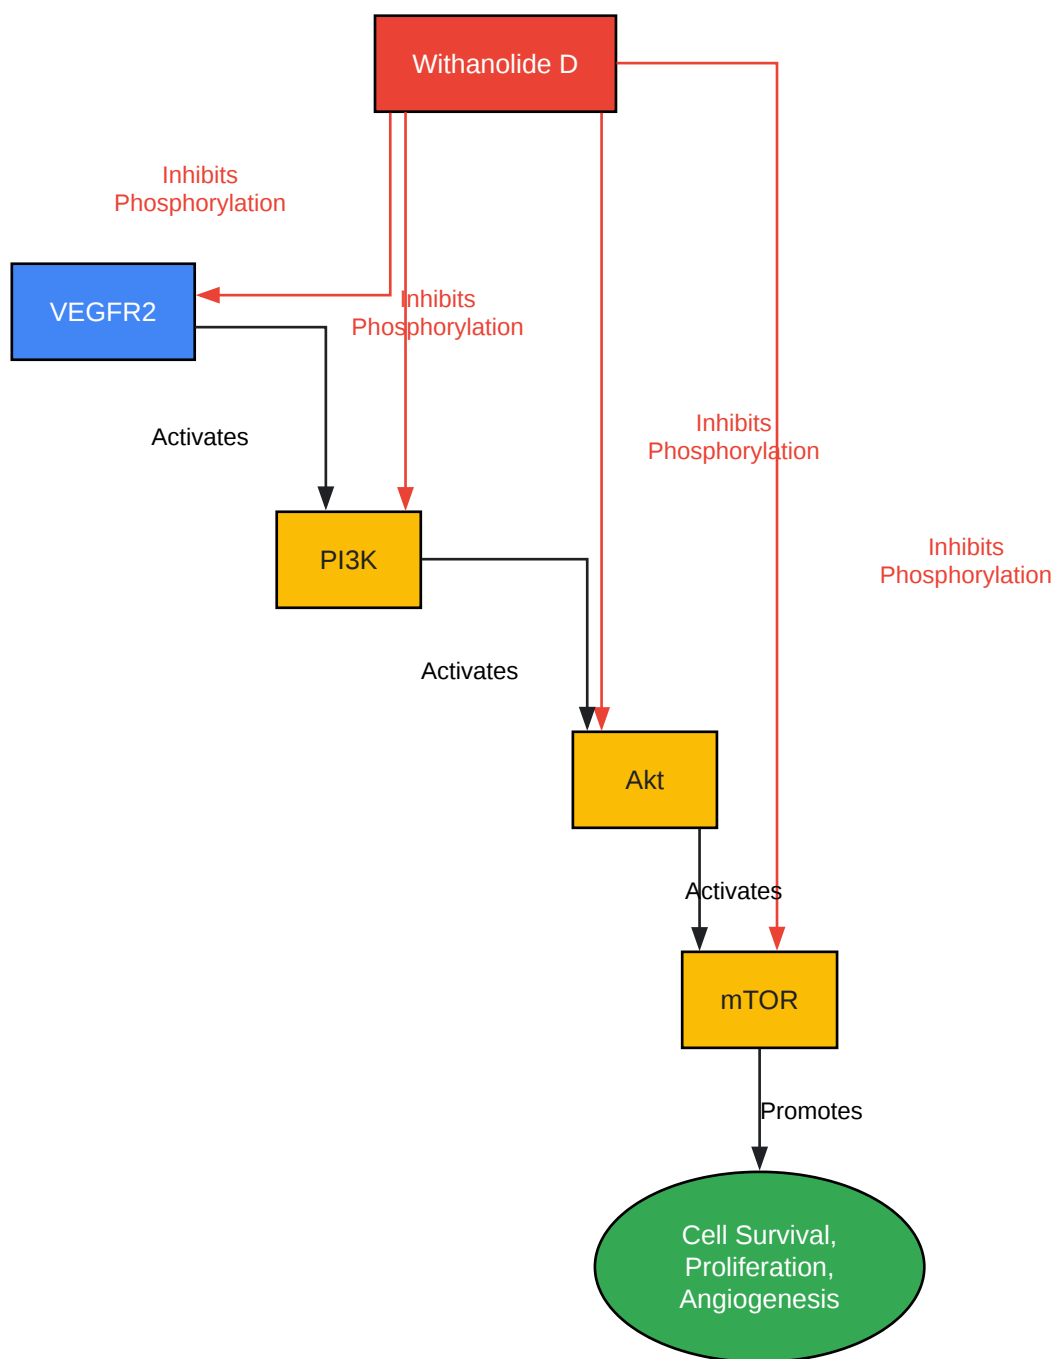 Withanolide D
Inhibits
Phosphorylation
VEGFR2
Inhibits
Phosphorylation
Activates
Inhibits
Phosphorylation
PI3K
Inhibits
Phosphorylation
Activates
Akt
Activates
mTOR
Promotes
Cell Survival,
Proliferation,
Angiogenesis